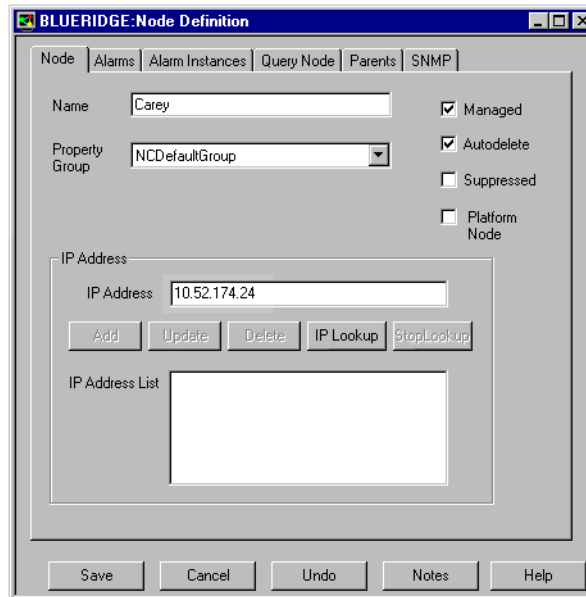 BLUERIDGE:Node Definition
Node Alarms Alarm Instances Query Node Parents SNMP
Name Carey
Managed
Property Group NCDefaultGroup
Autodelete
Suppressed
Platform Node
IP Address
IP Address 10.52.174.24
Add Update Delete IP Lookup StopLookup
IP Address List
Save Cancel Undo Notes Help